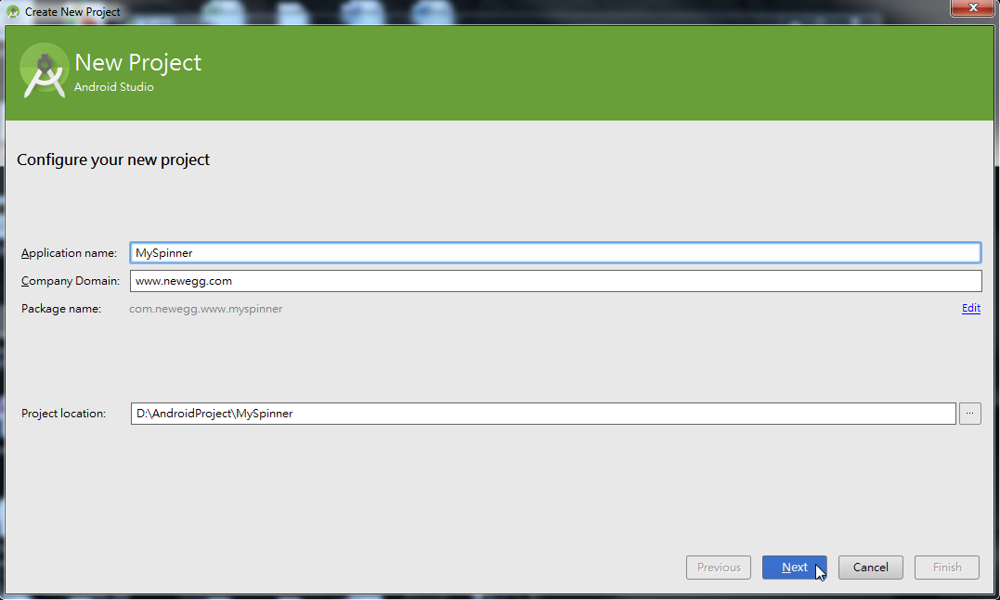 Create New Project
New Project
Android Studio
Configure your new project
Application name: MySpinner
Company Domain: www.newegg.com
Package name: com.newegg.www.myspinner Edit
Project location: D:\AndroidProject\MySpinner ...
Previous Next Cancel Finish